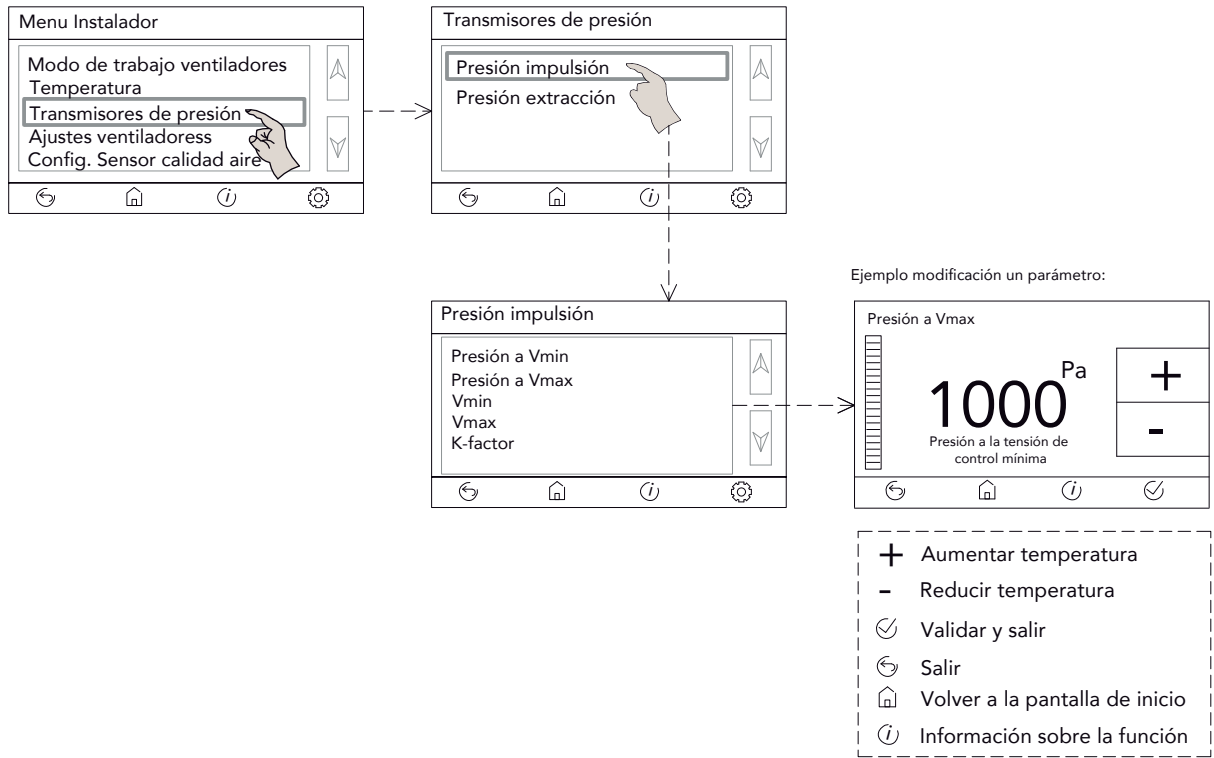 Menu Instalador
Modo de trabajo ventiladores
Temperatura
Transmisores de presión
Ajustes ventiladoress
Config. Sensor calidad aire
Transmisores de presión
Presión impulsión
Presión extracción
Presión impulsión
Presión a Vmin
Presión a Vmax
Vmin
Vmax
K-factor
Ejemplo modificación un parámetro:
Presión a Vmax
1000 Pa
Presión a la tensión de
control mínima
+
-
+ Aumentar temperatura
- Reducir temperatura
Validar y salir
Salir
Volver a la pantalla de inicio
i Información sobre la función